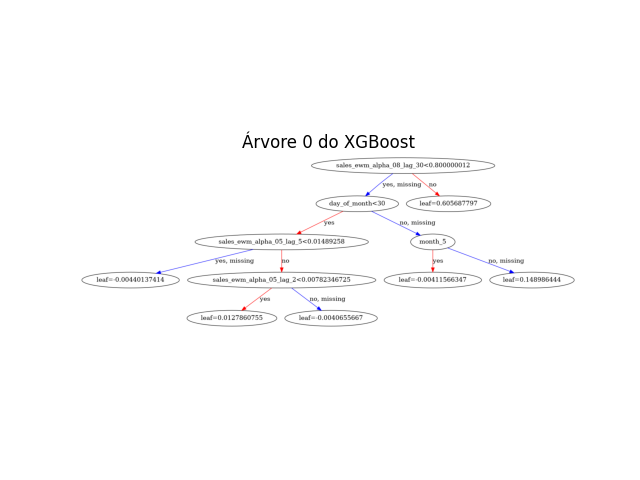 Árvore 0 do XGBoost
sales_ewm_alpha_08_lag_30<0.800000012
yes, missing
no
day_of_month<30
leaf=0.605687797
yes
no, missing
sales_ewm_alpha_05_lag_5<0.01489258
month_5
yes, missing
no
yes
no, missing
leaf=-0.00440137414
sales_ewm_alpha_05_lag_2<0.00782346725
leaf=-0.00411566347
leaf=0.148986444
yes
no, missing
leaf=0.0127860755
leaf=-0.0040655667